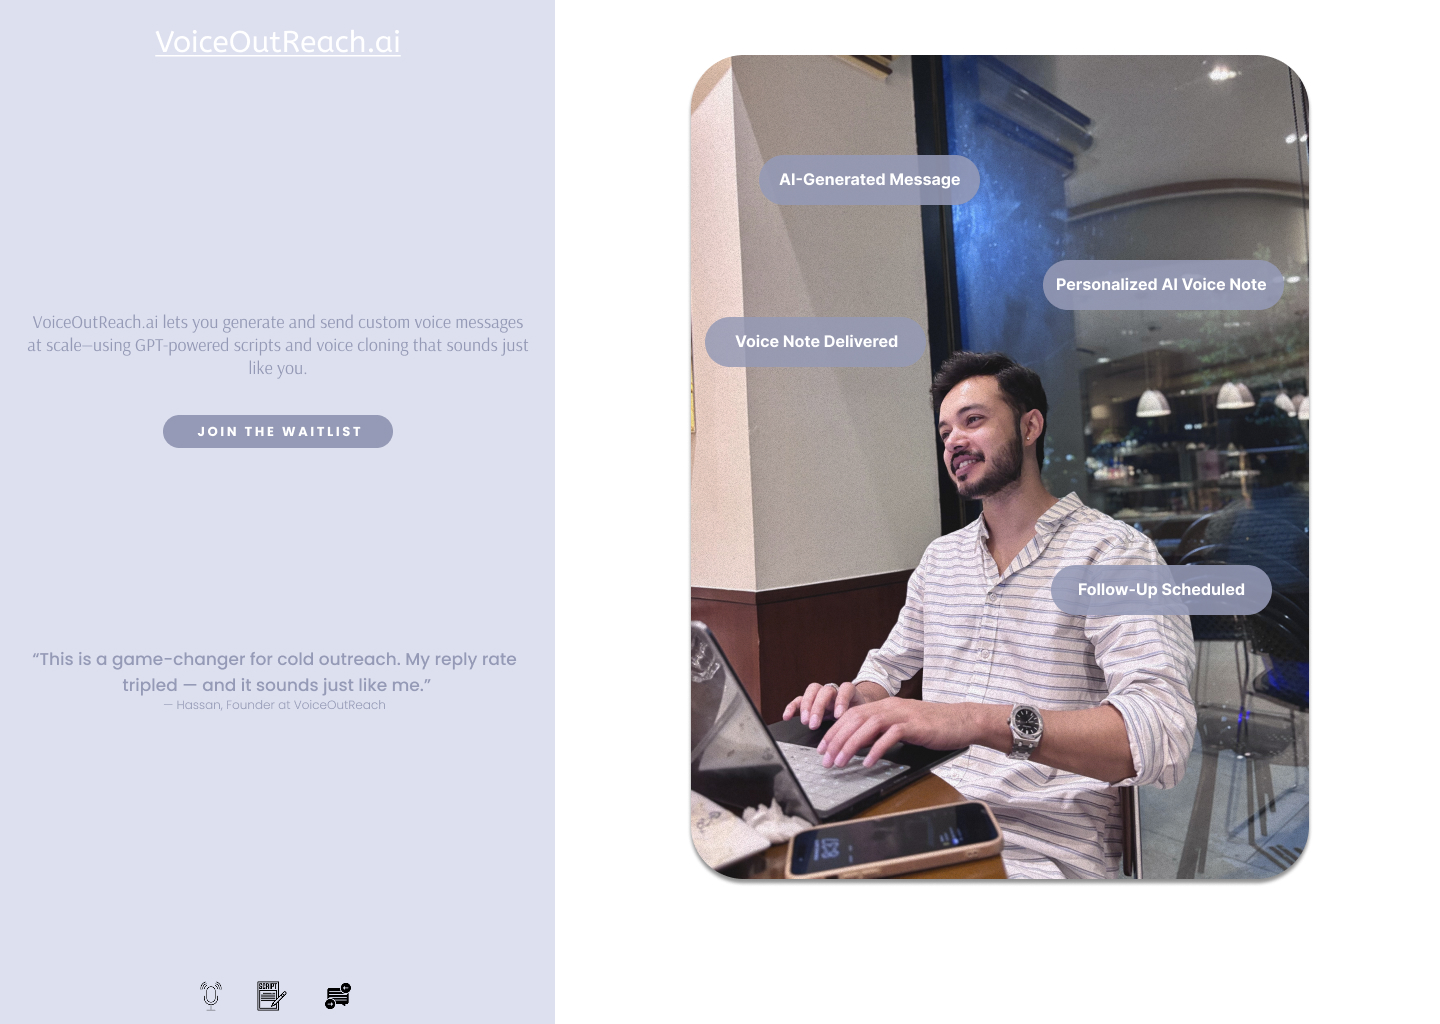 VoiceOutReach.ai
VoiceOutReach.ai lets you generate and send custom voice messages
at scale—using GPT-powered scripts and voice cloning that sounds just
like you.
JOIN THE WAITLIST
“This is a game-changer for cold outreach. My reply rate
tripled — and it sounds just like me.”
— Hassan, Founder at VoiceOutReach
SCRIPT
AI-Generated Message
Personalized AI Voice Note
Voice Note Delivered
Follow-Up Scheduled